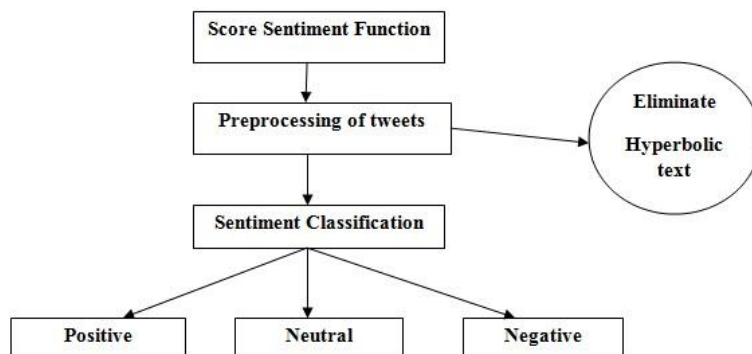 Score Sentiment Function
Preprocessing of tweets
Eliminate
Hyperbolic
text
Sentiment Classification
Positive
Neutral
Negative